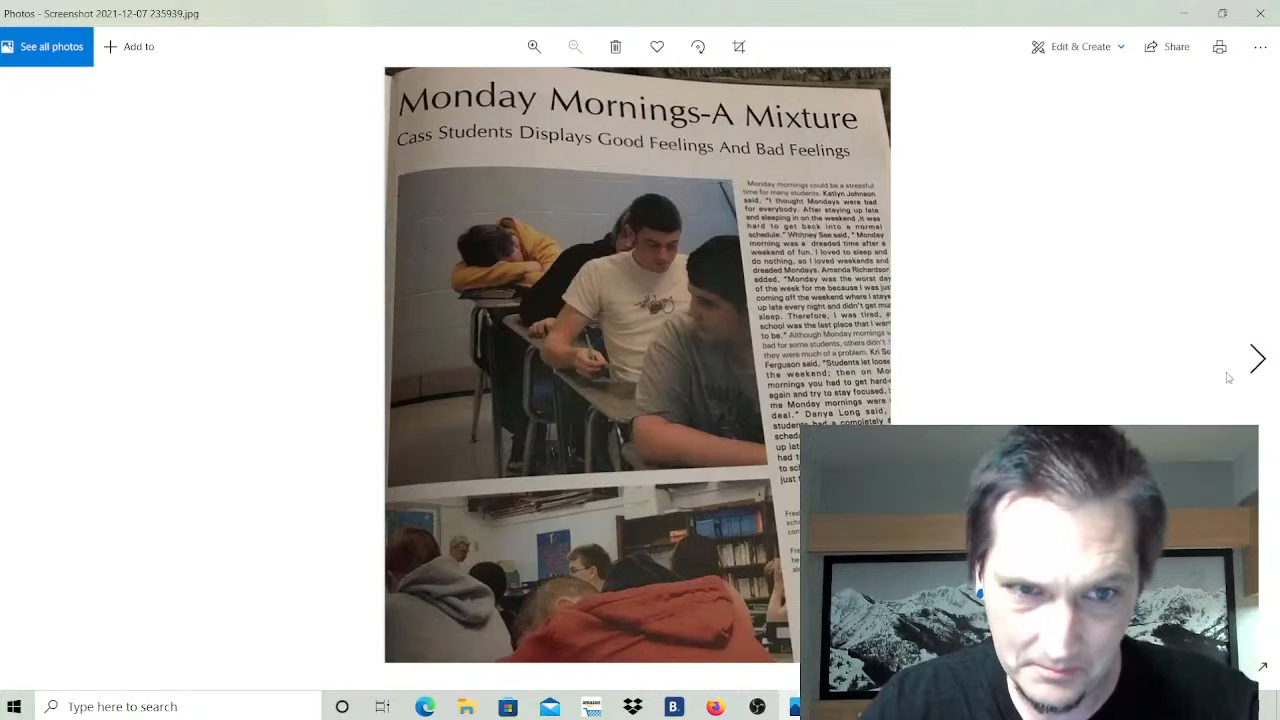 Photos - Screenshot 2021-12-07 235939.jpg
See all photos
Add to
Edit & Create
Share
Monday Mornings-A Mixture
Cass Students Displays Good Feelings And Bad Feelings
Monday mornings could be a stressful
time for many students. Katlyn Johnson
said, "I thought Mondays were bad
for everybody. After staying up late
and sleeping in on the weekend ,it was
hard to get back into a normal
schedule." Whitney See said, " Monday
morning was a dreaded time after a
weekend of fun. I loved to sleep and
do nothing, so I loved weekends and
dreaded Mondays. Amanda Richardson
added, "Monday was the worst day
of the week for me because I was
coming off the weekend where I
up late every night and didn't get
sleep. Therefore, I was tired,
school was the last place that I
to be." Although Monday mornings
bad for some students, others didn't
they were much of a problem. Kri
Ferguson said, "Students let loose
the weekend; then on
mornings you had to get
again and try to stay focused,
me Monday mornings were
deal." Danya Long said,
students had a completely
up
had
to
just
Type here to search
amazon
B.